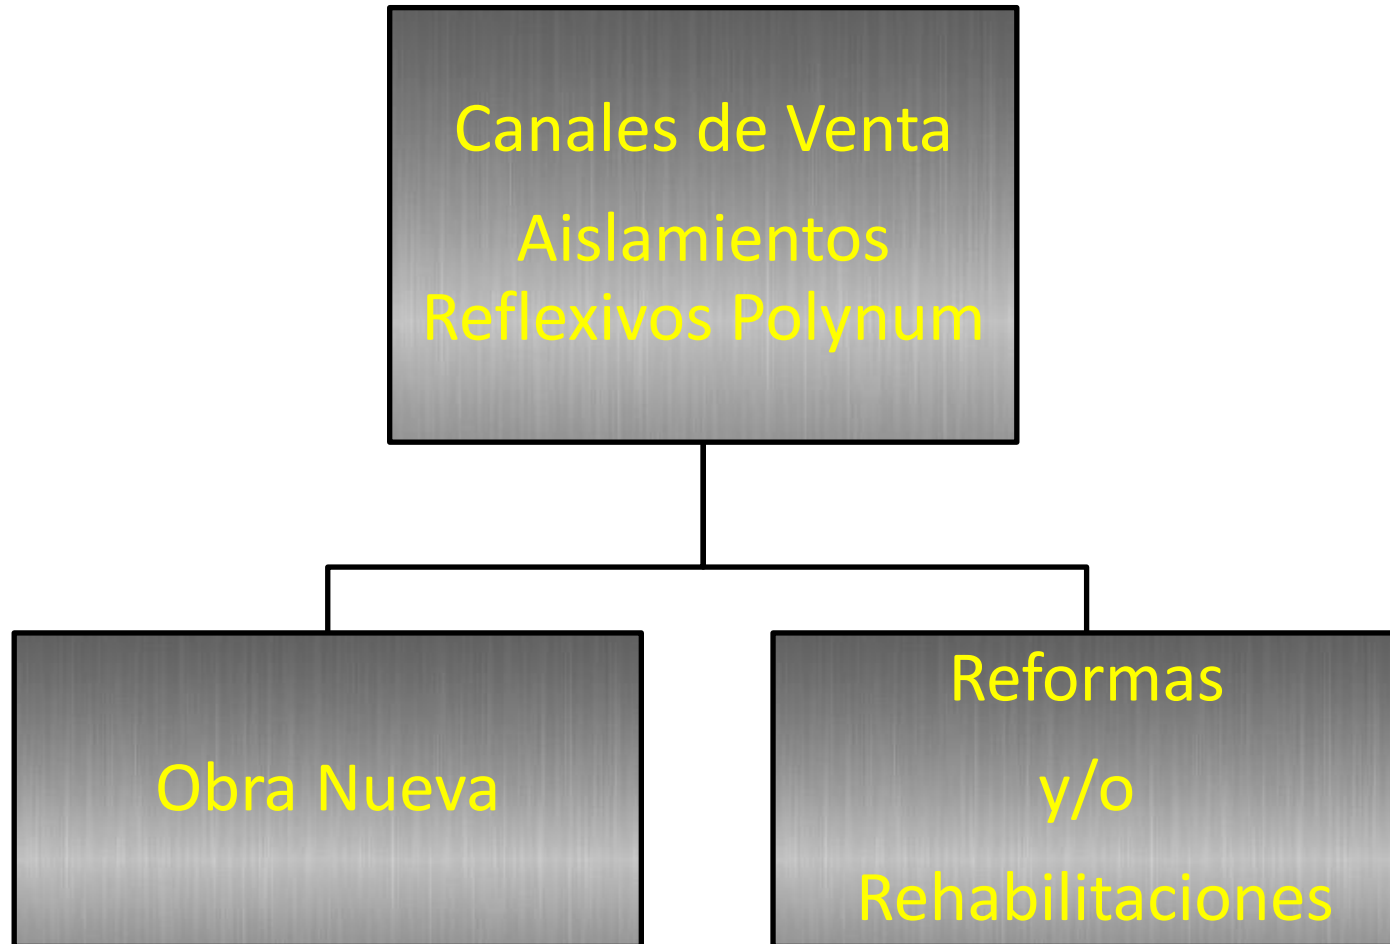 Canales de Venta
Aislamientos
Reflexivos Polynum
Obra Nueva
Reformas
y/o
Rehabilitaciones